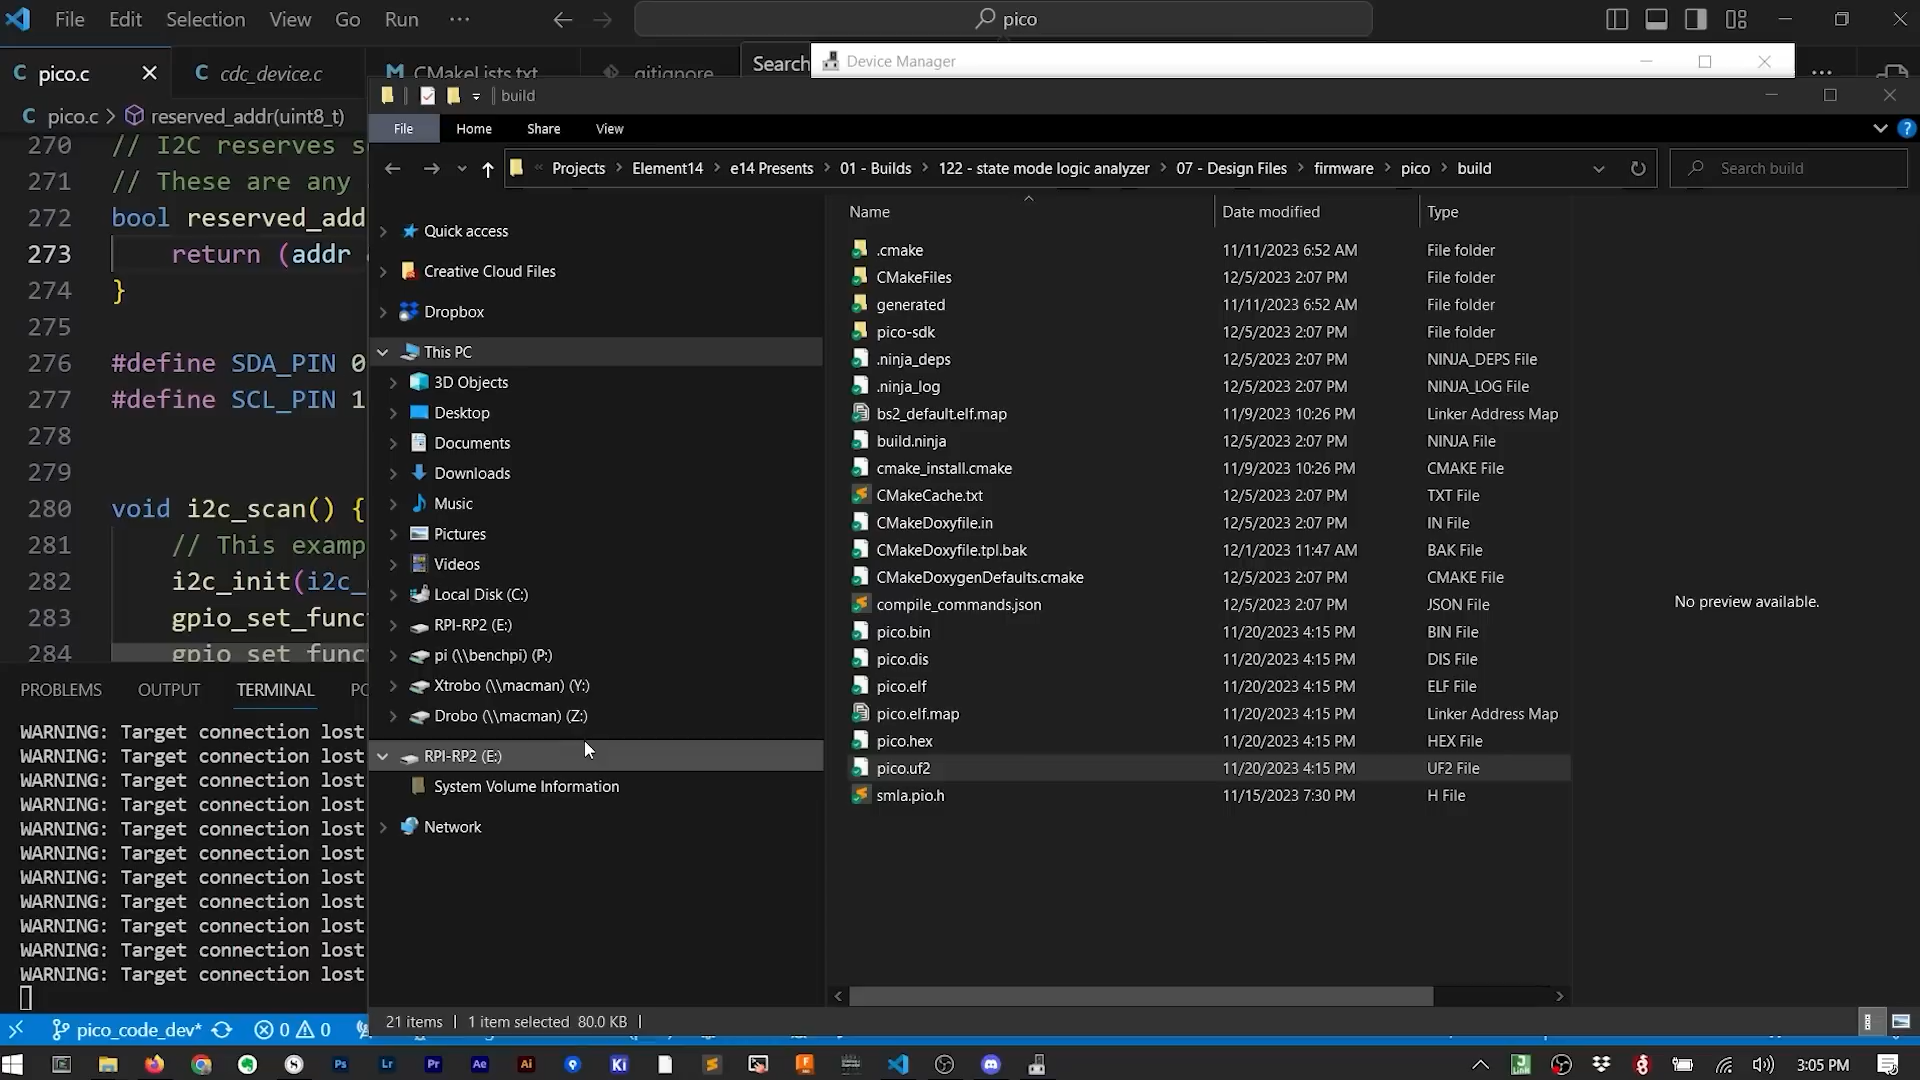 File Edit Selection View Go Run ··· pico
pico.c cdc_device.c CMakeLists.txt .gitignore Search Device Manager
pico.c > reserved_addr(uint8_t)
build
File Home Share View
Projects Element14 e14 Presents 01 - Builds 122 - state mode logic analyzer 07 - Design Files firmware pico build
Search build
270 // I2C reserves s
271 // These are any
272 bool reserved_add
273 return (addr
274 }
275
276 #define SDA_PIN 0
277 #define SCL_PIN 1
278
279
280 void i2c_scan() {
281 // This examp
282 i2c_init(i2c_
283 gpio_set_func
284 gpio_set_func
PROBLEMS OUTPUT TERMINAL PO
WARNING: Target connection lost
WARNING: Target connection lost
WARNING: Target connection lost
WARNING: Target connection lost
WARNING: Target connection lost
WARNING: Target connection lost
WARNING: Target connection lost
WARNING: Target connection lost
WARNING: Target connection lost
WARNING: Target connection lost
WARNING: Target connection lost
Quick access
Creative Cloud Files
Dropbox
This PC
3D Objects
Desktop
Documents
Downloads
Music
Pictures
Videos
Local Disk (C:)
RPI-RP2 (E:)
pi (\\benchpi) (P:)
Xtrobo (\\macman) (Y:)
Drobo (\\macman) (Z:)
RPI-RP2 (E:)
System Volume Information
Network
Name Date modified Type
.cmake 11/11/2023 6:52 AM File folder
CMakeFiles 12/5/2023 2:07 PM File folder
generated 11/11/2023 6:52 AM File folder
pico-sdk 12/5/2023 2:07 PM File folder
.ninja_deps 12/5/2023 2:07 PM NINJA_DEPS File
.ninja_log 12/5/2023 2:07 PM NINJA_LOG File
bs2_default.elf.map 11/9/2023 10:26 PM Linker Address Map
build.ninja 12/5/2023 2:07 PM NINJA File
cmake_install.cmake 11/9/2023 10:26 PM CMAKE File
CMakeCache.txt 12/5/2023 2:07 PM TXT File
CMakeDoxyfile.in 12/5/2023 2:07 PM IN File
CMakeDoxyfile.tpl.bak 12/1/2023 11:47 AM BAK File
CMakeDoxygenDefaults.cmake 12/5/2023 2:07 PM CMAKE File
compile_commands.json 12/5/2023 2:07 PM JSON File
pico.bin 11/20/2023 4:15 PM BIN File
pico.dis 11/20/2023 4:15 PM DIS File
pico.elf 11/20/2023 4:15 PM ELF File
pico.elf.map 11/20/2023 4:15 PM Linker Address Map
pico.hex 11/20/2023 4:15 PM HEX File
pico.uf2 11/20/2023 4:15 PM UF2 File
smla.pio.h 11/15/2023 7:30 PM H File
No preview available.
21 items 1 item selected 80.0 KB
pico_code_dev* 0 0
Ps Lr Pr Ae Ai Ki 3:05 PM